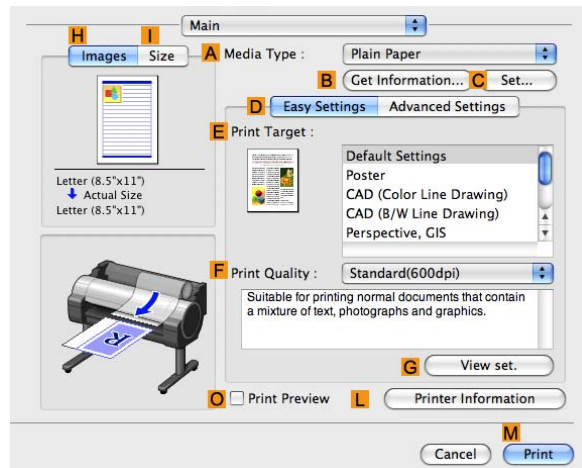 Main
H I
Images Size
A Media Type : Plain Paper
B Get Information... C Set...
D Easy Settings Advanced Settings
E Print Target :
Default Settings
Poster
CAD (Color Line Drawing)
CAD (B/W Line Drawing)
Perspective, GIS
Letter (8.5"x11")
Actual Size
Letter (8.5"x11")
F Print Quality : Standard(600dpi)
Suitable for printing normal documents that contain
a mixture of text, photographs and graphics.
G View set.
O Print Preview L Printer Information
M
Cancel Print